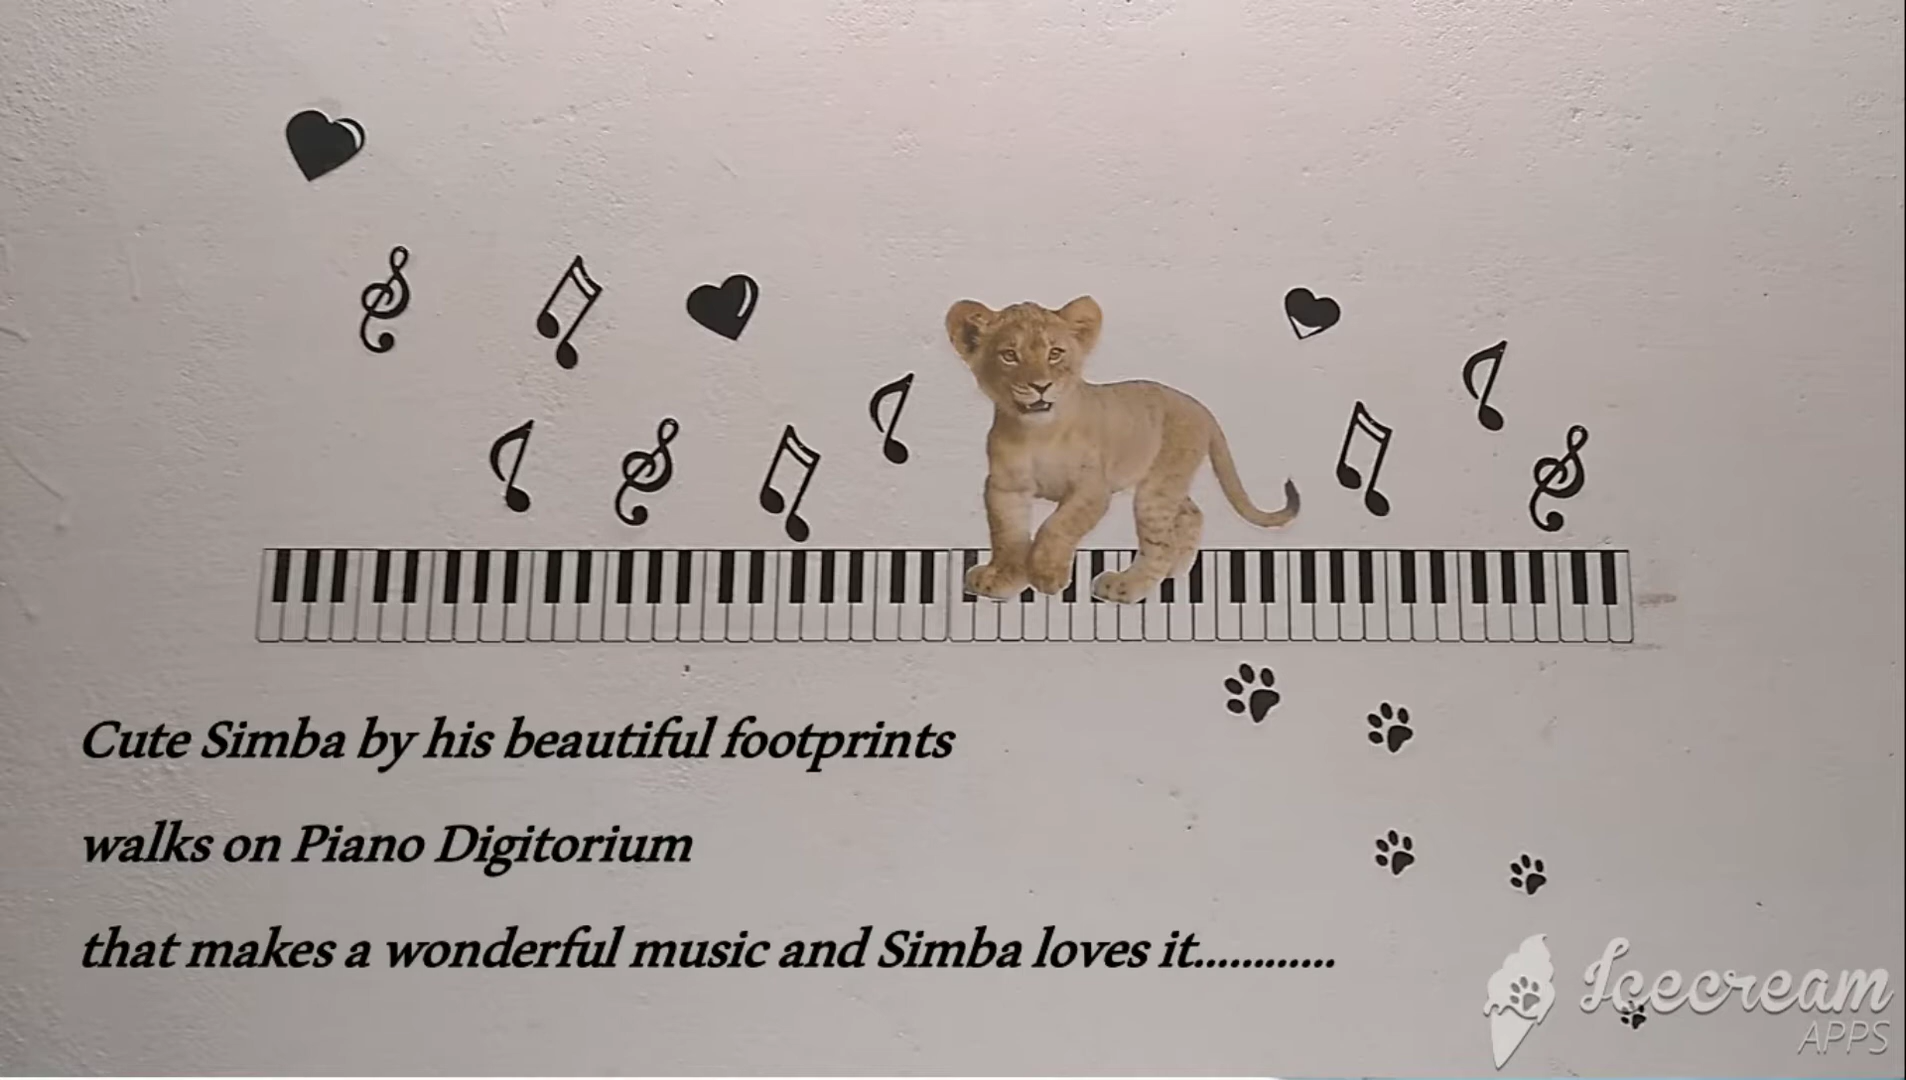 Cute Simba by his beautiful footprints
walks on Piano Digitorium
that makes a wonderful music and Simba loves it............
Icecream
APPS